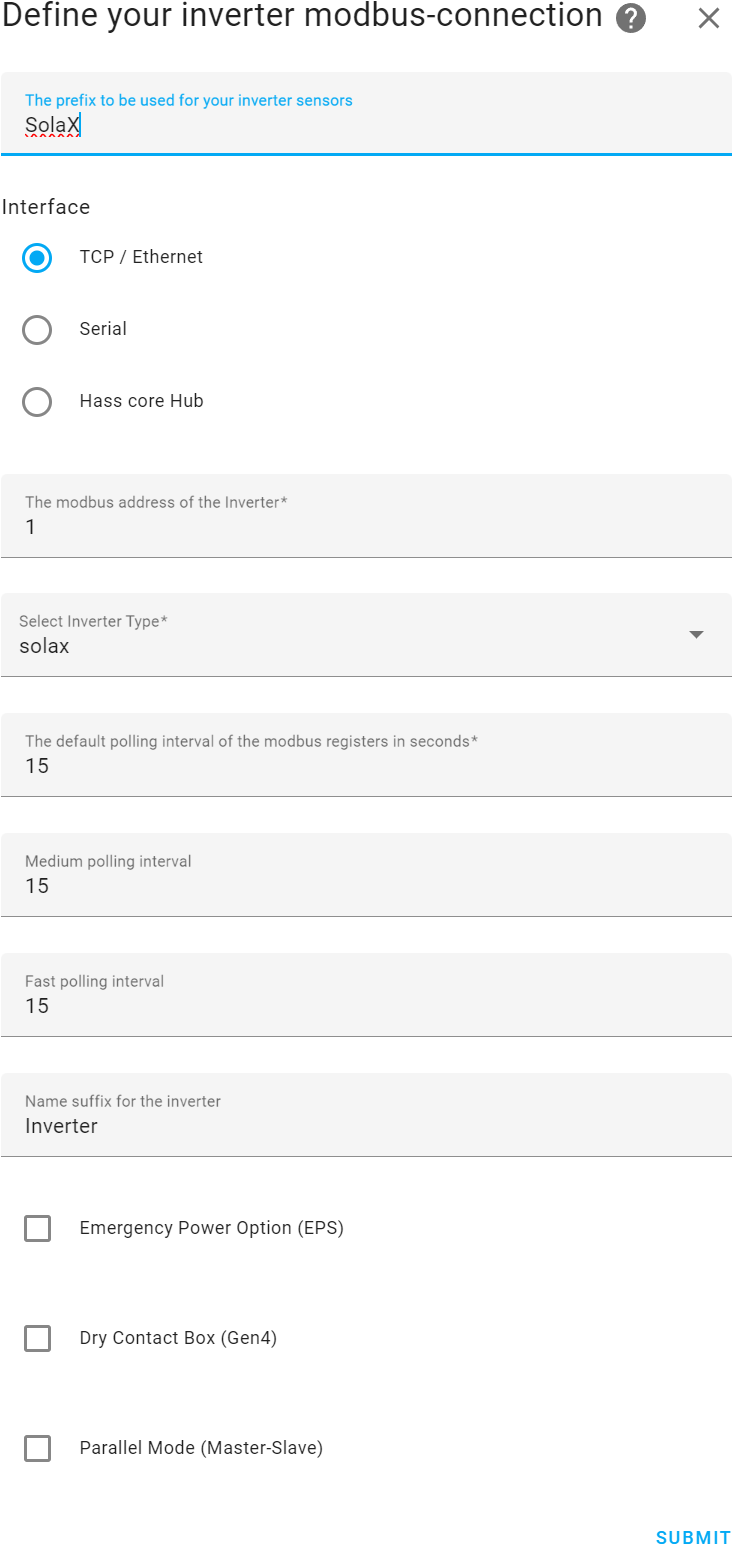 Define your inverter modbus-connection ?
The prefix to be used for your inverter sensors
SolaX
Interface
TCP / Ethernet
Serial
Hass core Hub
The modbus address of the Inverter*
1
Select Inverter Type*
solax
The default polling interval of the modbus registers in seconds*
15
Medium polling interval
15
Fast polling interval
15
Name suffix for the inverter
Inverter
Emergency Power Option (EPS)
Dry Contact Box (Gen4)
Parallel Mode (Master-Slave)
SUBMIT